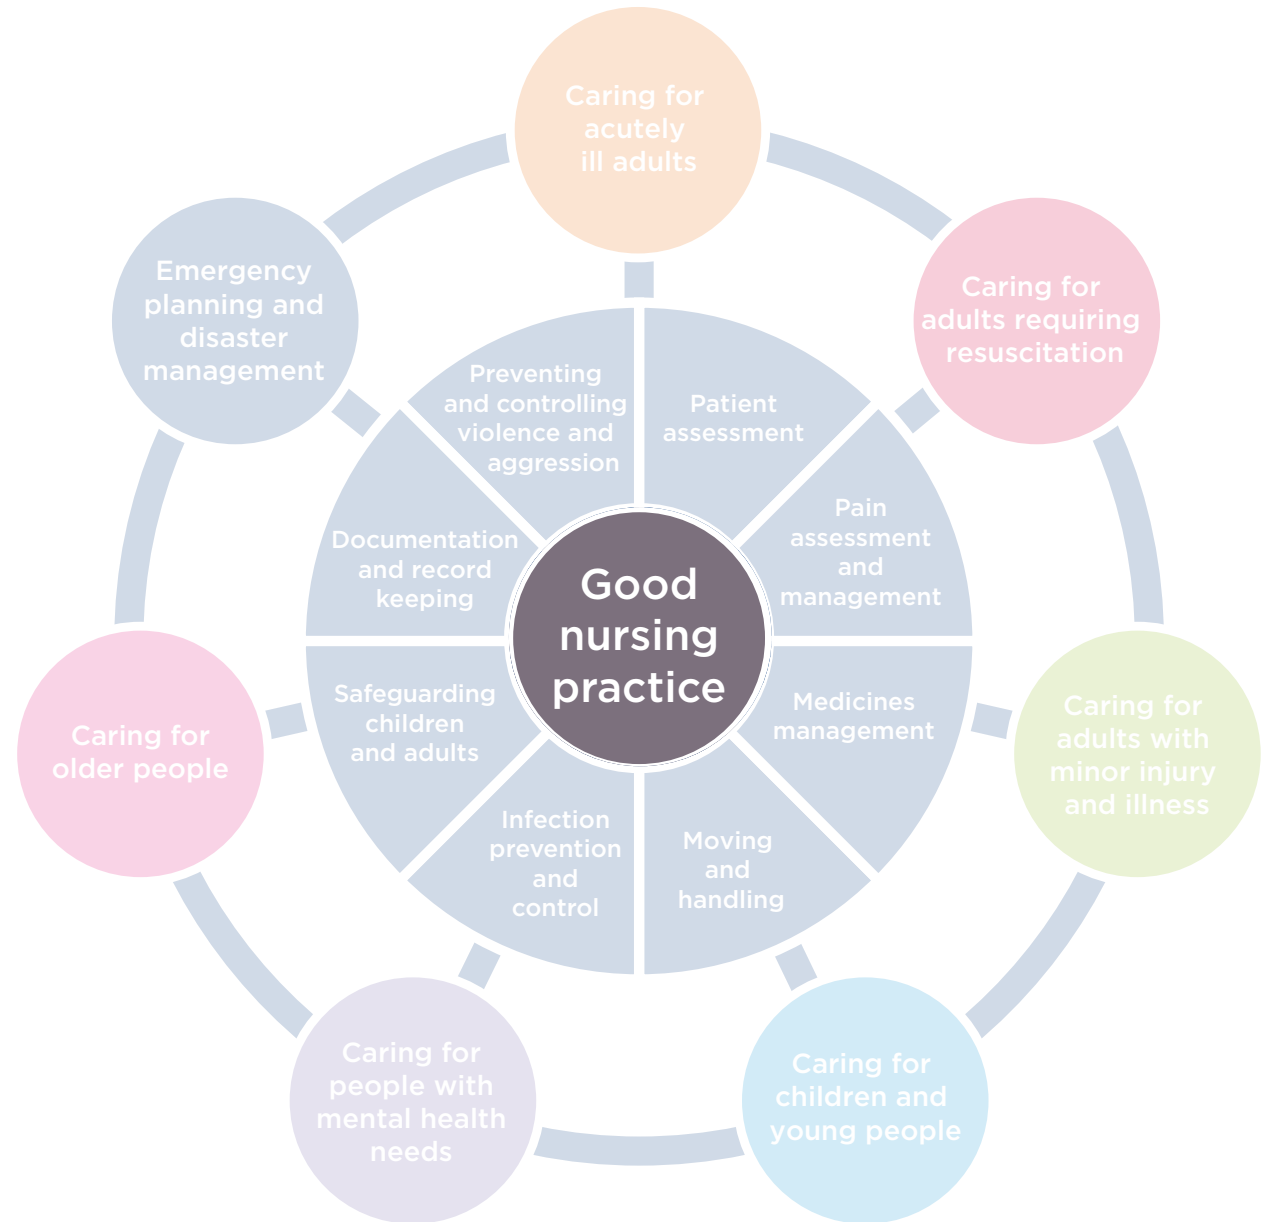 Caring for
acutely
ill adults
Caring for
adults requiring
resuscitation
Caring for
adults with
minor injury
and illness
Caring for
children and
young people
Caring for
people with
mental health
needs
Caring for
older people
Emergency
planning and
disaster
management
Patient
assessment
Pain
assessment
and
management
Medicines
management
Moving
and
handling
Infection
prevention
and
control
Safeguarding
children
and adults
Documentation
and record
keeping
Preventing
and controlling
violence and
aggression
Good
nursing
practice